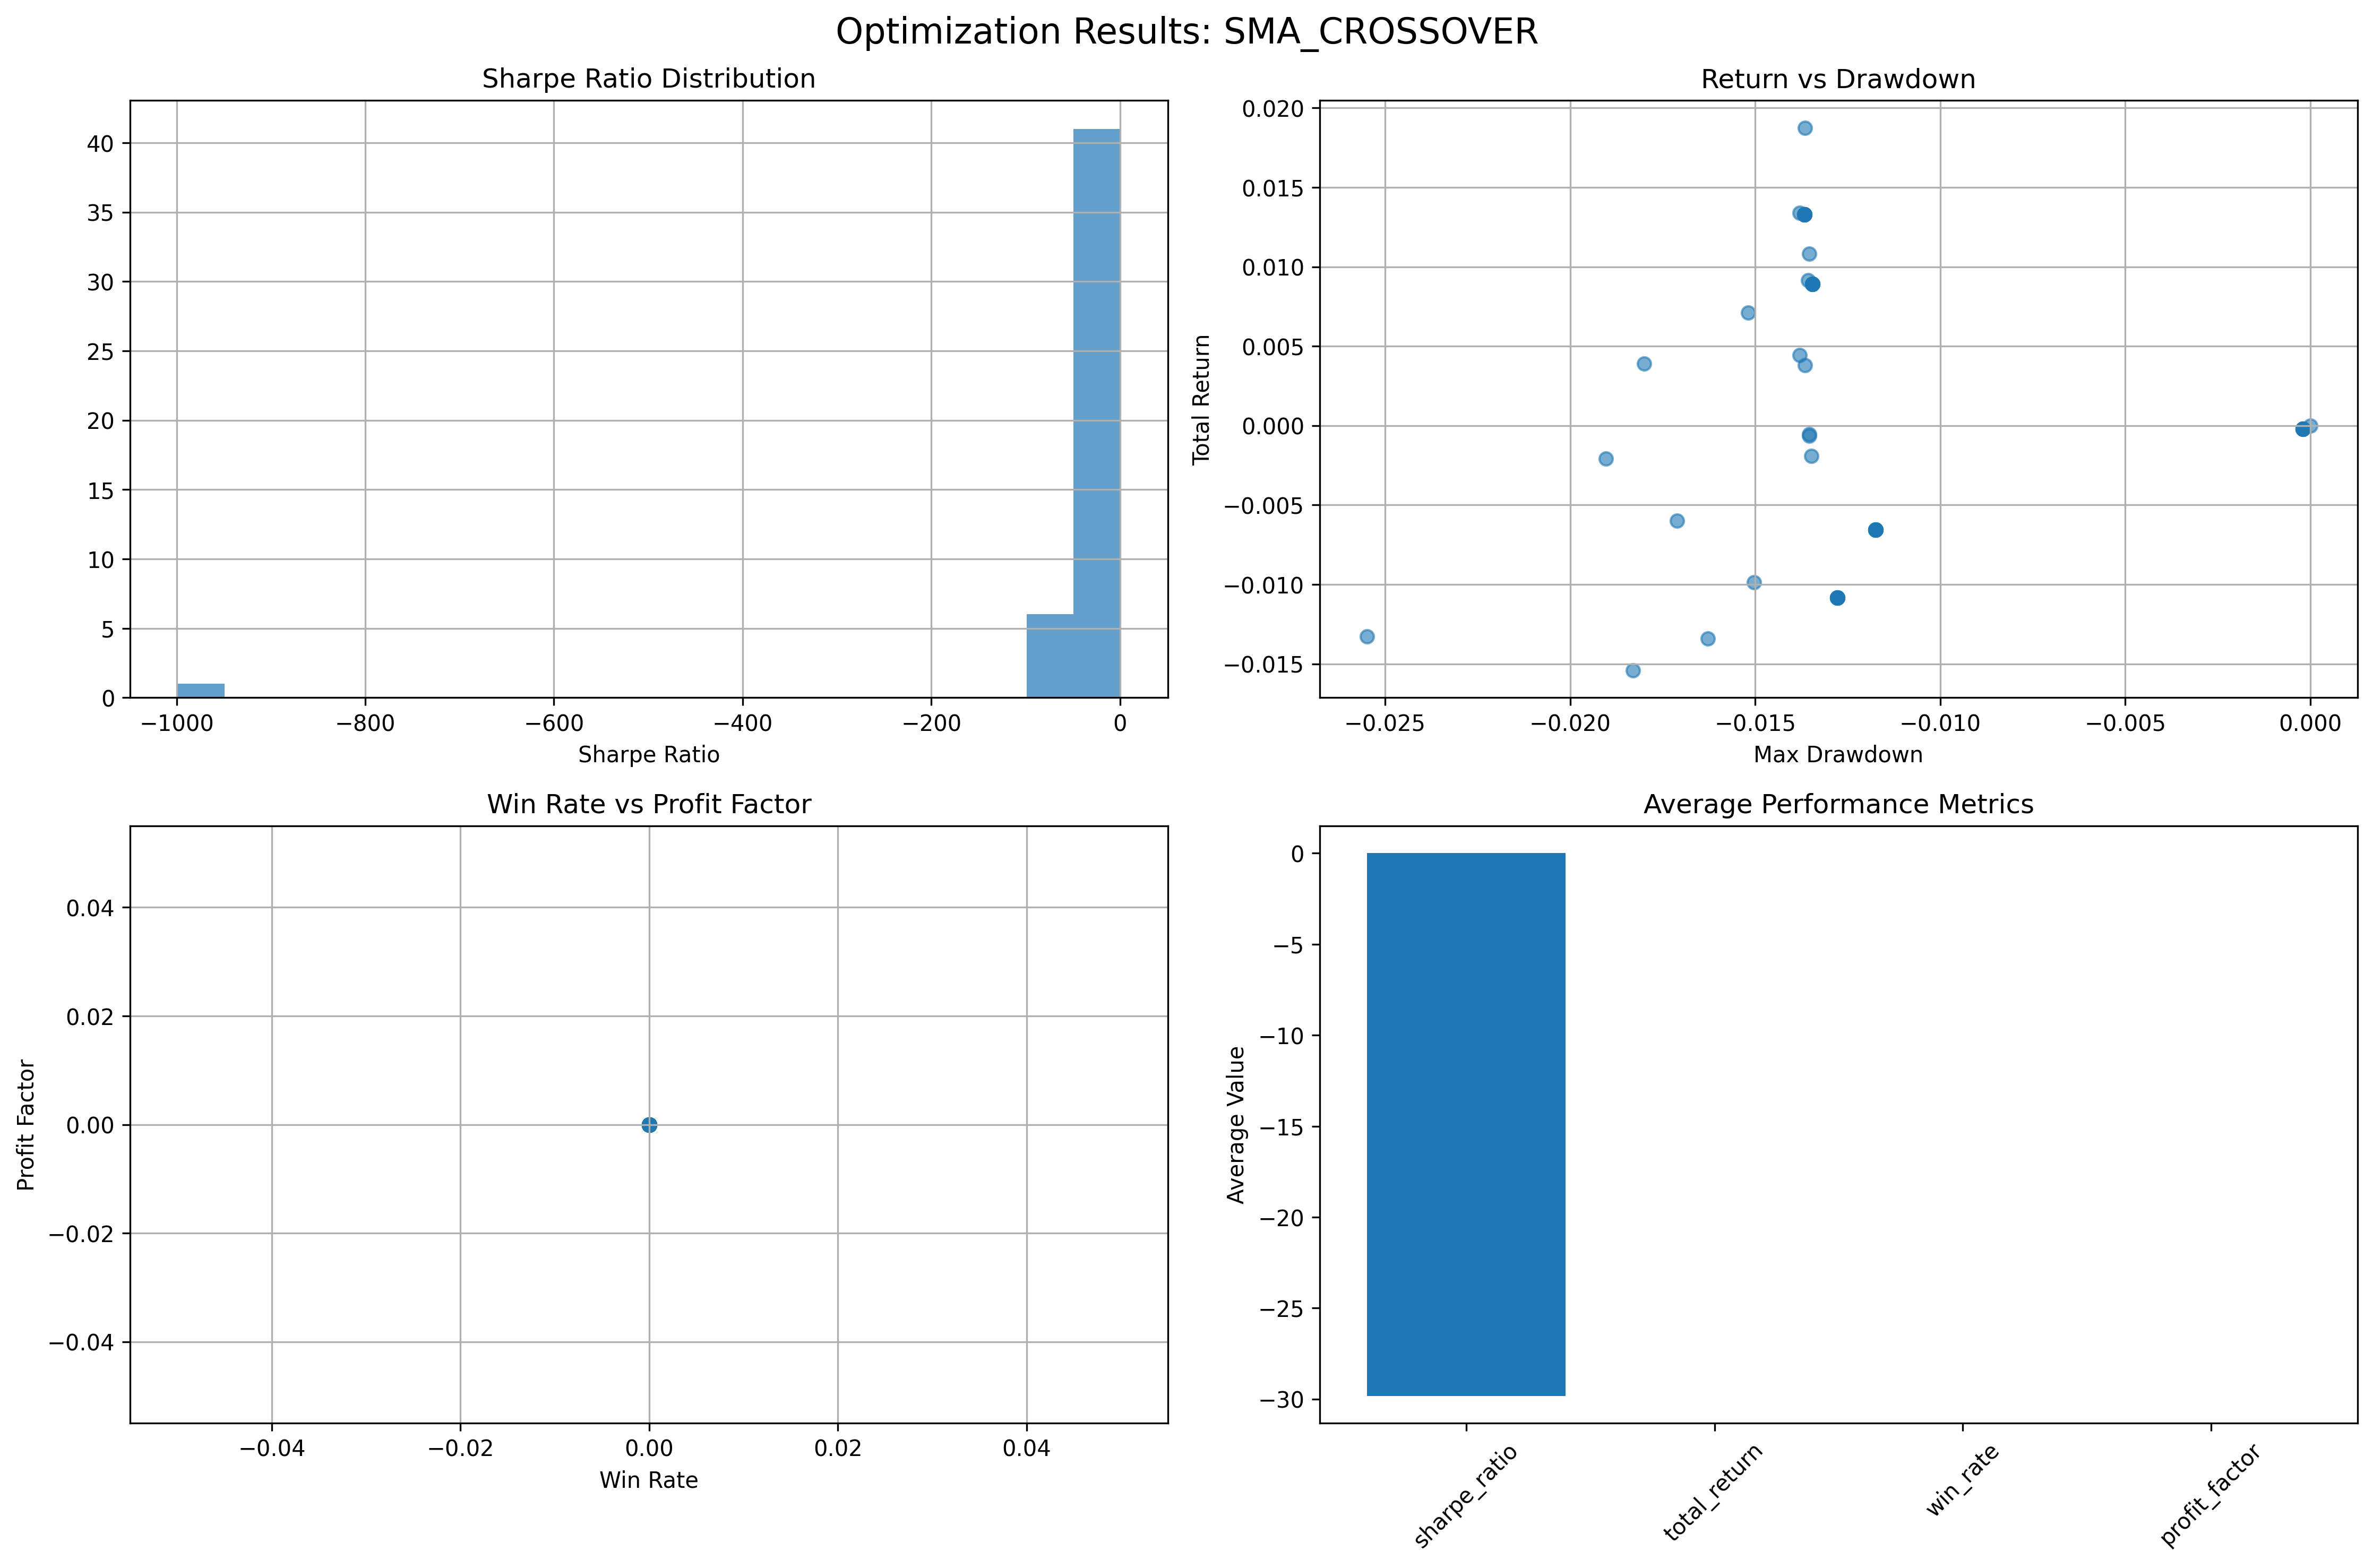 Optimization Results: SMA_CROSSOVER
Sharpe Ratio Distribution
40
35
30
25
20
15
10
5
0
−1000 −800 −600 −400 −200 0
Sharpe Ratio
Return vs Drawdown
Total Return
0.020
0.015
0.010
0.005
0.000
−0.005
−0.010
−0.015
−0.025 −0.020 −0.015 −0.010 −0.005 0.000
Max Drawdown
Win Rate vs Profit Factor
Profit Factor
0.04
0.02
0.00
−0.02
−0.04
−0.04 −0.02 0.00 0.02 0.04
Win Rate
Average Performance Metrics
Average Value
0
−5
−10
−15
−20
−25
−30
sharpe_ratio total_return win_rate profit_factor